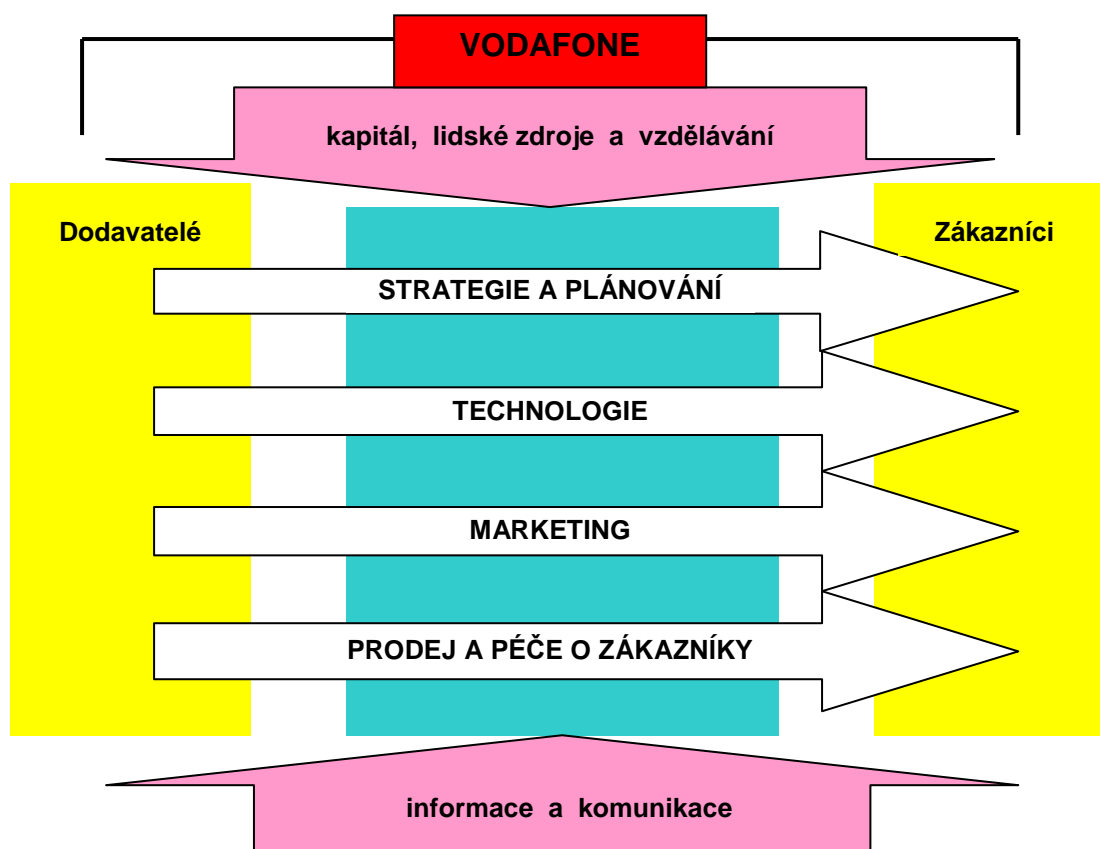 VODAFONE
kapitál, lidské zdroje a vzdělávání
Dodavatelé
Zákazníci
STRATEGIE A PLÁNOVÁNÍ
TECHNOLOGIE
MARKETING
PRODEJ A PÉČE O ZÁKAZNÍKY
informace a komunikace